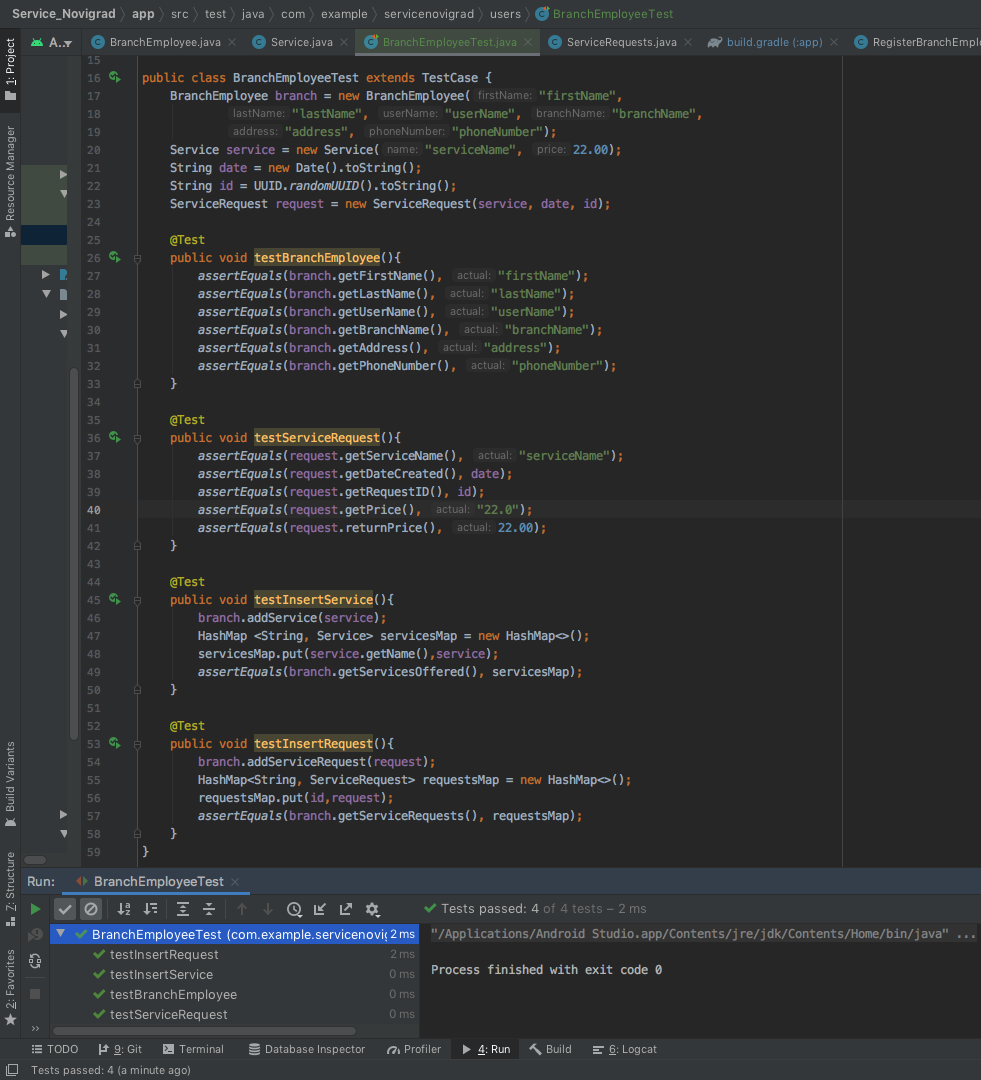 Service_Novigrad › app › src › test › java › com › example › servicenovigrad › users › BranchEmployeeTest
A... BranchEmployee.java Service.java BranchEmployeeTest.java ServiceRequests.java build.gradle (:app) RegisterBranchEmpl
1: Project
Resource Manager
Build Variants
7: Structure
2: Favorites
15
16 public class BranchEmployeeTest extends TestCase {
17 BranchEmployee branch = new BranchEmployee( firstName: "firstName",
18 lastName: "lastName", userName: "userName", branchName: "branchName",
19 address: "address", phoneNumber: "phoneNumber");
20 Service service = new Service( name: "serviceName", price: 22.00);
21 String date = new Date().toString();
22 String id = UUID.randomUUID().toString();
23 ServiceRequest request = new ServiceRequest(service, date, id);
24
25 @Test
26 public void testBranchEmployee(){
27 assertEquals(branch.getFirstName(), actual: "firstName");
28 assertEquals(branch.getLastName(), actual: "lastName");
29 assertEquals(branch.getUserName(), actual: "userName");
30 assertEquals(branch.getBranchName(), actual: "branchName");
31 assertEquals(branch.getAddress(), actual: "address");
32 assertEquals(branch.getPhoneNumber(), actual: "phoneNumber");
33 }
34
35 @Test
36 public void testServiceRequest(){
37 assertEquals(request.getServiceName(), actual: "serviceName");
38 assertEquals(request.getDateCreated(), date);
39 assertEquals(request.getRequestID(), id);
40 assertEquals(request.getPrice(), actual: "22.0");
41 assertEquals(request.returnPrice(), actual: 22.00);
42 }
43
44 @Test
45 public void testInsertService(){
46 branch.addService(service);
47 HashMap <String, Service> servicesMap = new HashMap<>();
48 servicesMap.put(service.getName(),service);
49 assertEquals(branch.getServicesOffered(), servicesMap);
50 }
51
52 @Test
53 public void testInsertRequest(){
54 branch.addServiceRequest(request);
55 HashMap<String, ServiceRequest> requestsMap = new HashMap<>();
56 requestsMap.put(id,request);
57 assertEquals(branch.getServiceRequests(), requestsMap);
58 }
59 }
Run: BranchEmployeeTest
Tests passed: 4 of 4 tests – 2 ms
BranchEmployeeTest (com.example.servicenovig 2 ms
testInsertRequest 2 ms
testInsertService 0 ms
testBranchEmployee 0 ms
testServiceRequest 0 ms
"/Applications/Android Studio.app/Contents/jre/jdk/Contents/Home/bin/java" ...
Process finished with exit code 0
TODO 9: Git Terminal Database Inspector Profiler 4: Run Build 6: Logcat
Tests passed: 4 (a minute ago)